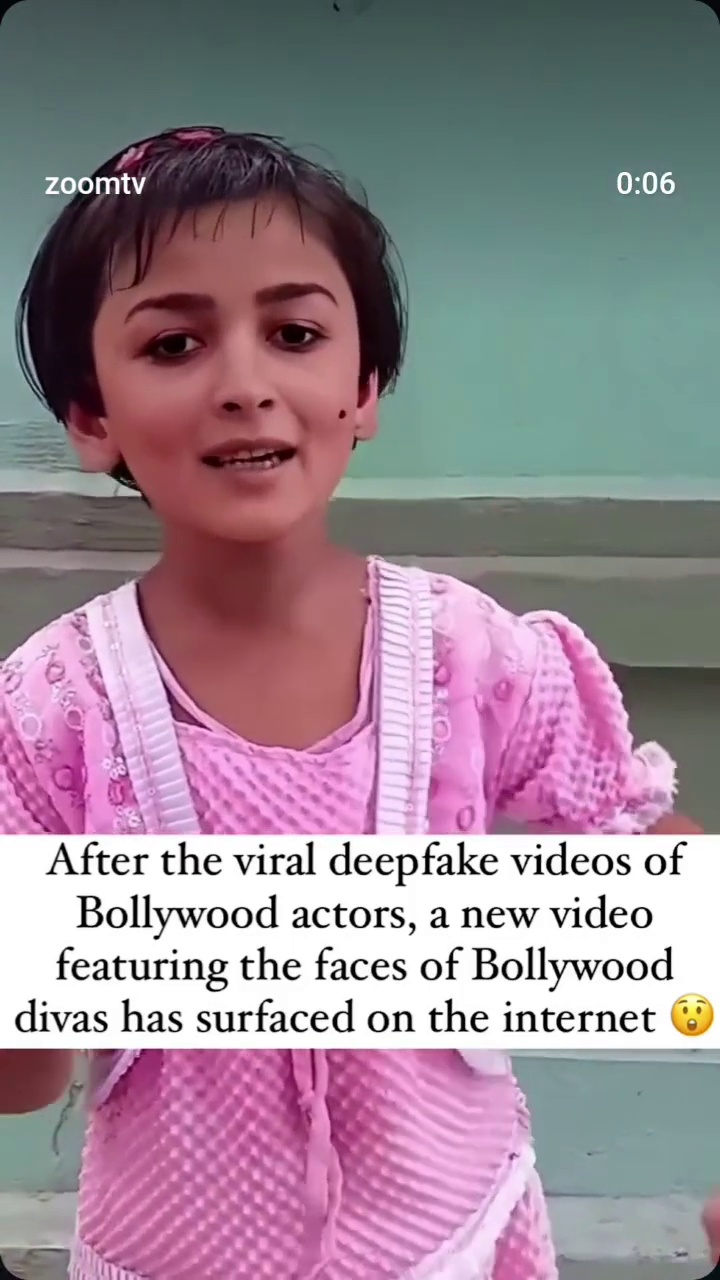 zoomtv
0:06
After the viral deepfake videos of
Bollywood actors, a new video
featuring the faces of Bollywood
divas has surfaced on the internet 😲